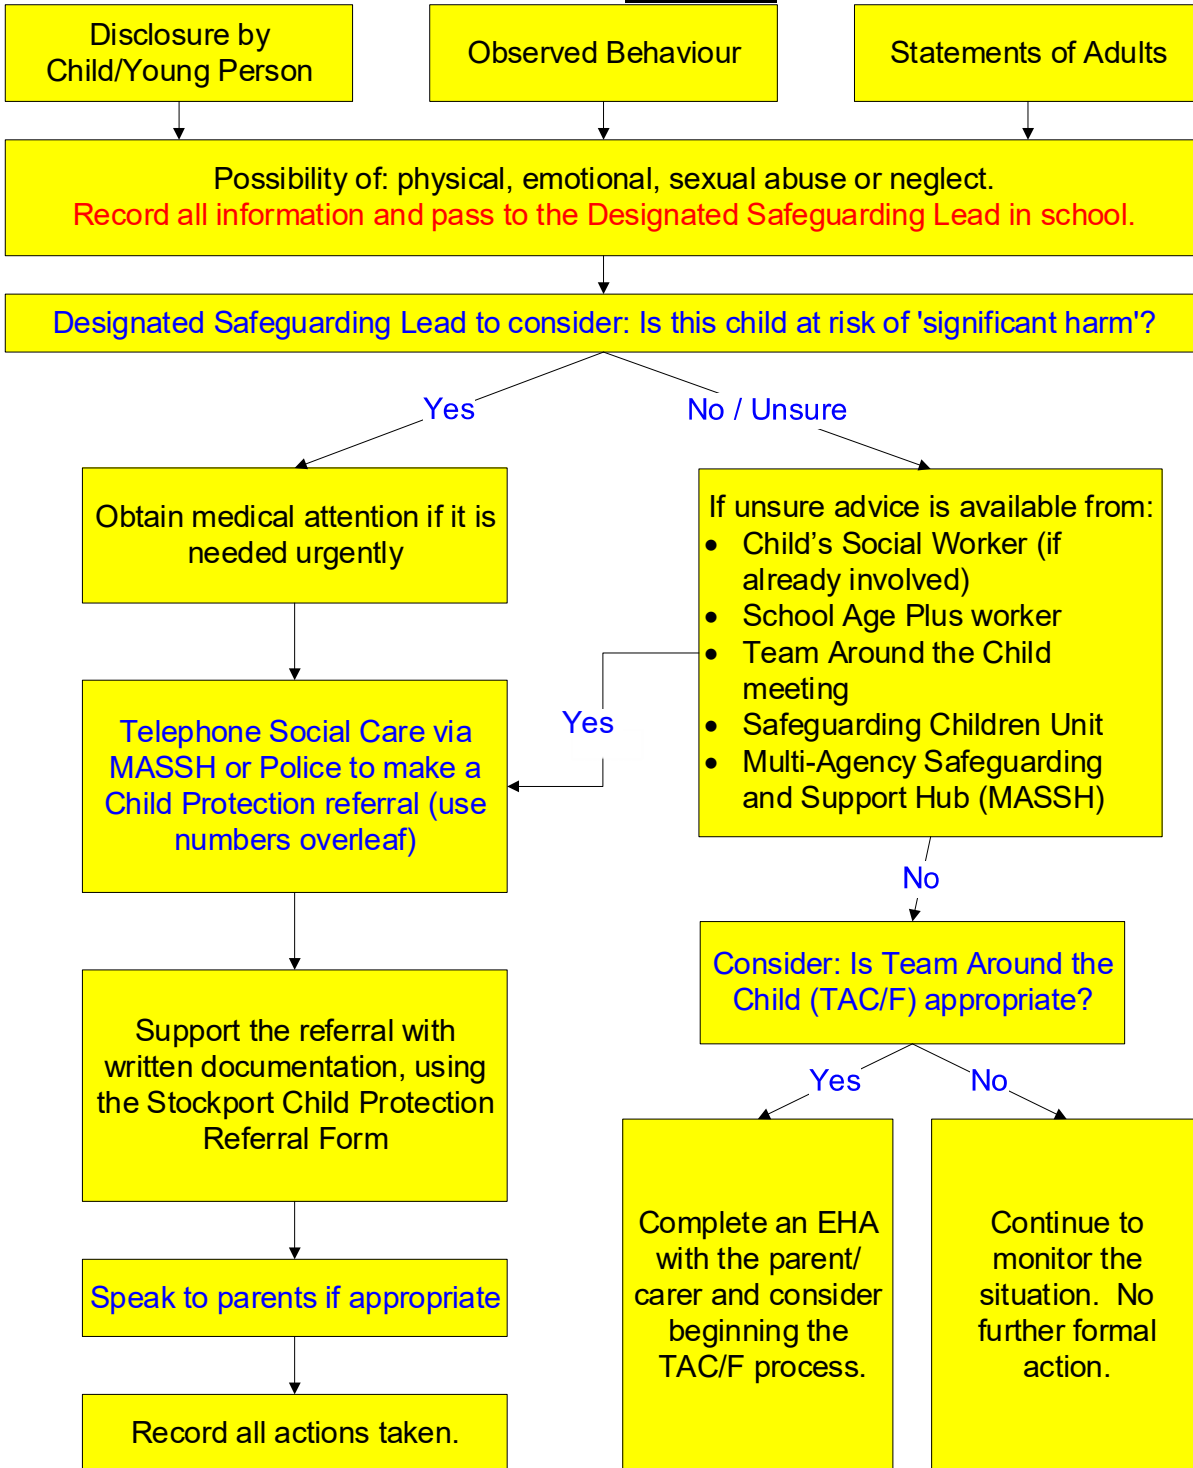 Disclosure by
Child/Young Person
Observed Behaviour
Statements of Adults
Possibility of: physical, emotional, sexual abuse or neglect.
Record all information and pass to the Designated Safeguarding Lead in school.
Designated Safeguarding Lead to consider: Is this child at risk of 'significant harm'?
Yes
No / Unsure
Obtain medical attention if it is
needed urgently
If unsure advice is available from:
• Child’s Social Worker (if
already involved)
• School Age Plus worker
• Team Around the Child
meeting
• Safeguarding Children Unit
• Multi-Agency Safeguarding
and Support Hub (MASSH)
Yes
Telephone Social Care via
MASSH or Police to make a
Child Protection referral (use
numbers overleaf)
No
Consider: Is Team Around the
Child (TAC/F) appropriate?
Support the referral with
written documentation, using
the Stockport Child Protection
Referral Form
Yes
No
Complete an EHA
with the parent/
carer and consider
beginning the
TAC/F process.
Continue to
monitor the
situation.  No
further formal
action.
Speak to parents if appropriate
Record all actions taken.